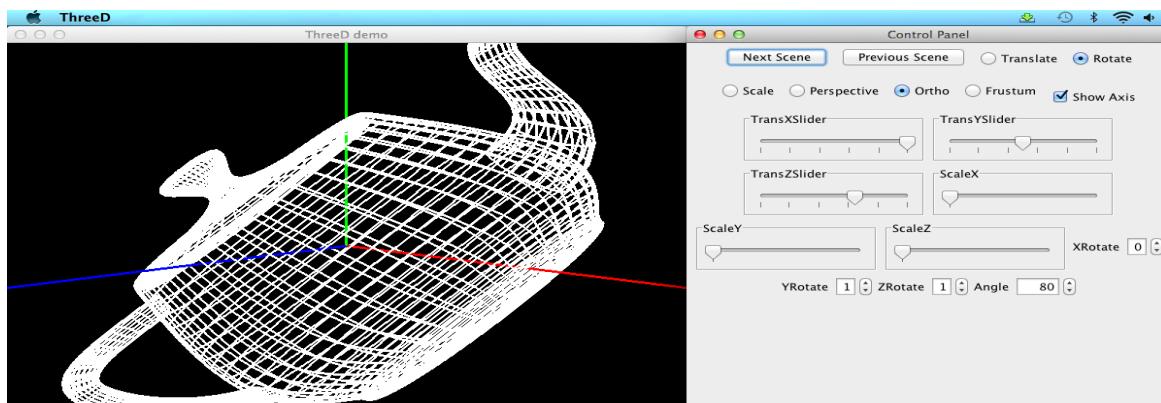 ThreeD
ThreeD demo
Control Panel
Next Scene Previous Scene Translate Rotate
Scale Perspective Ortho Frustum Show Axis
TransXSlider TransYSlider
TransZSlider ScaleX
ScaleY ScaleZ
XRotate 0
YRotate 1 ZRotate 1 Angle 80